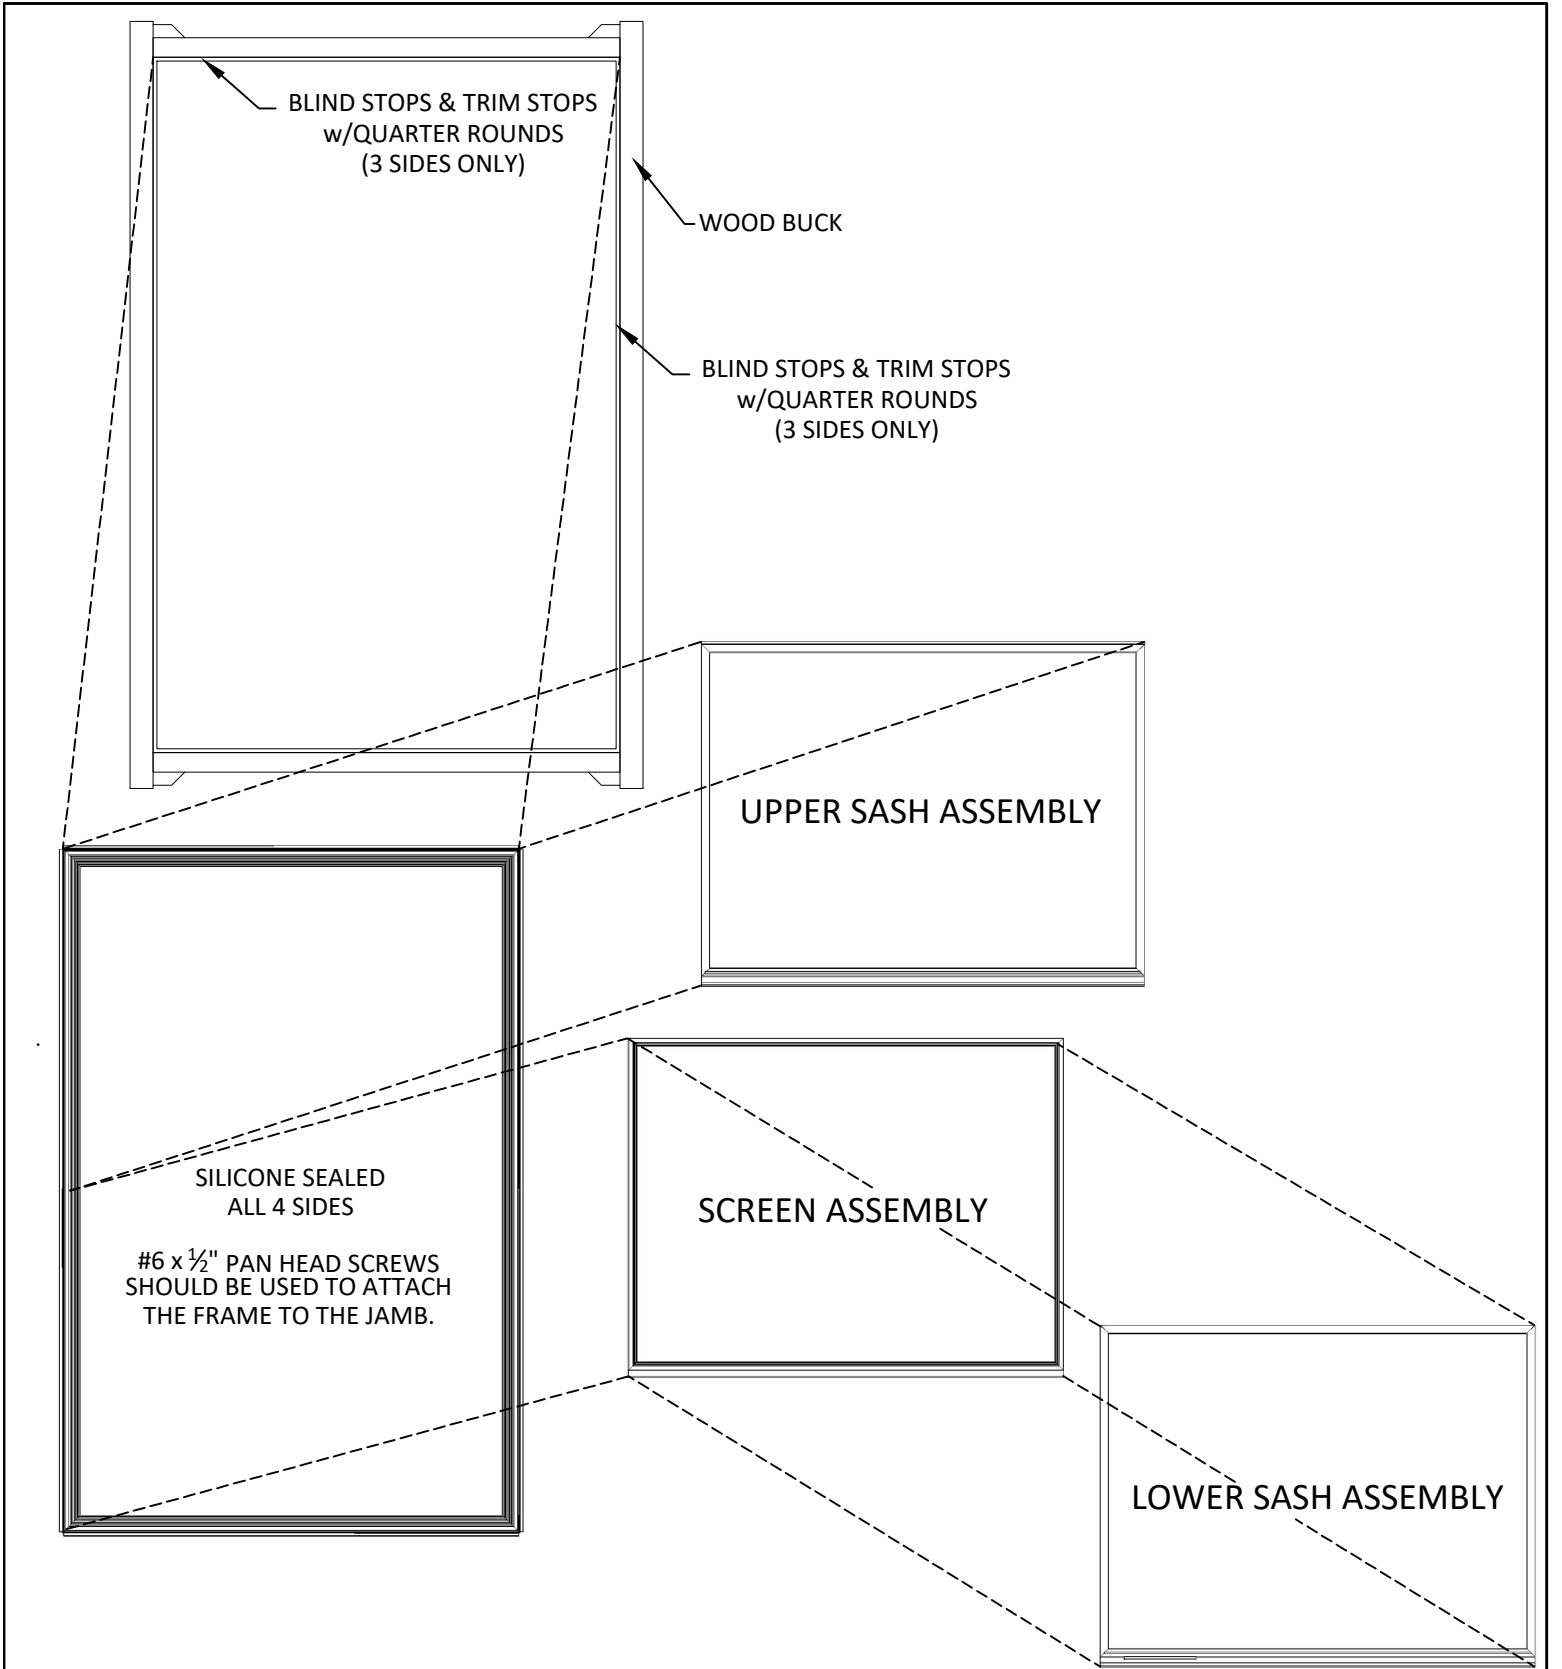 BLIND STOPS & TRIM STOPS
w/QUARTER ROUNDS
(3 SIDES ONLY)
WOOD BUCK
BLIND STOPS & TRIM STOPS
w/QUARTER ROUNDS
(3 SIDES ONLY)
UPPER SASH ASSEMBLY
SILICONE SEALED
ALL 4 SIDES
#6 x ½" PAN HEAD SCREWS
SHOULD BE USED TO ATTACH
THE FRAME TO THE JAMB.
SCREEN ASSEMBLY
LOWER SASH ASSEMBLY